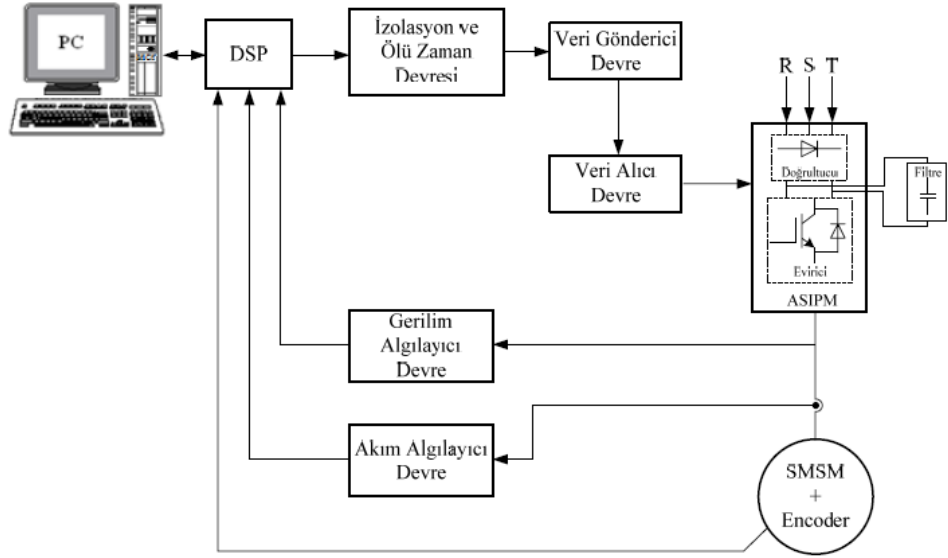 PC
DSP
İzolasyon ve
Ölü Zaman
Devresi
Veri Gönderici
Devre
R S T
Veri Alıcı
Devre
Doğrultucu
Filtre
Evirici
ASIPM
Gerilim
Algılayıcı
Devre
Akım Algılayıcı
Devre
SMSM
+
Encoder